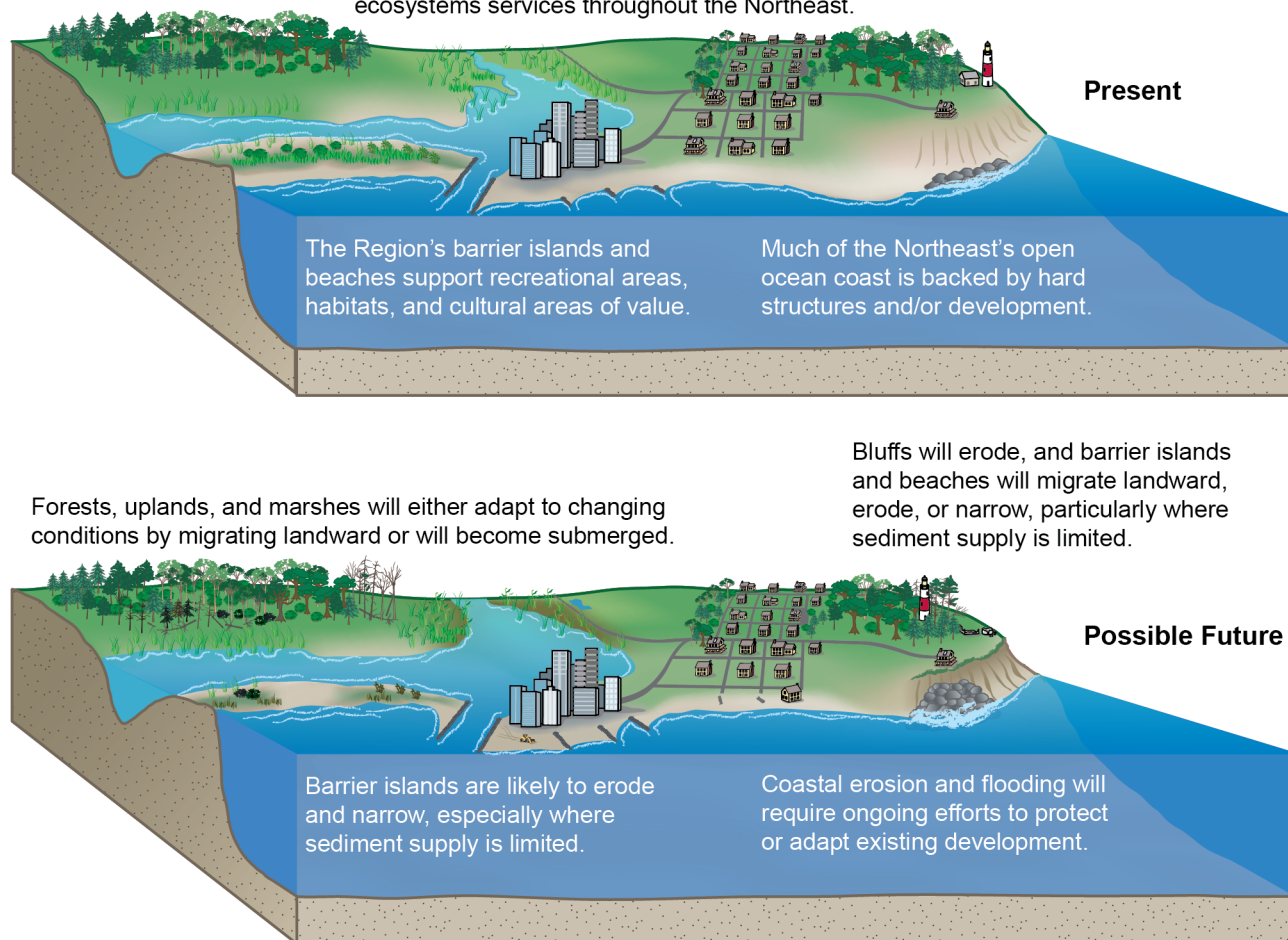 ecosystems services throughout the Northeast.
Present
The Region's barrier islands and
beaches support recreational areas,
habitats, and cultural areas of value.
Much of the Northeast's open
ocean coast is backed by hard
structures and/or development.
Bluffs will erode, and barrier islands
and beaches will migrate landward,
erode, or narrow, particularly where
sediment supply is limited.
Forests, uplands, and marshes will either adapt to changing
conditions by migrating landward or will become submerged.
Possible Future
Barrier islands are likely to erode
and narrow, especially where
sediment supply is limited.
Coastal erosion and flooding will
require ongoing efforts to protect
or adapt existing development.